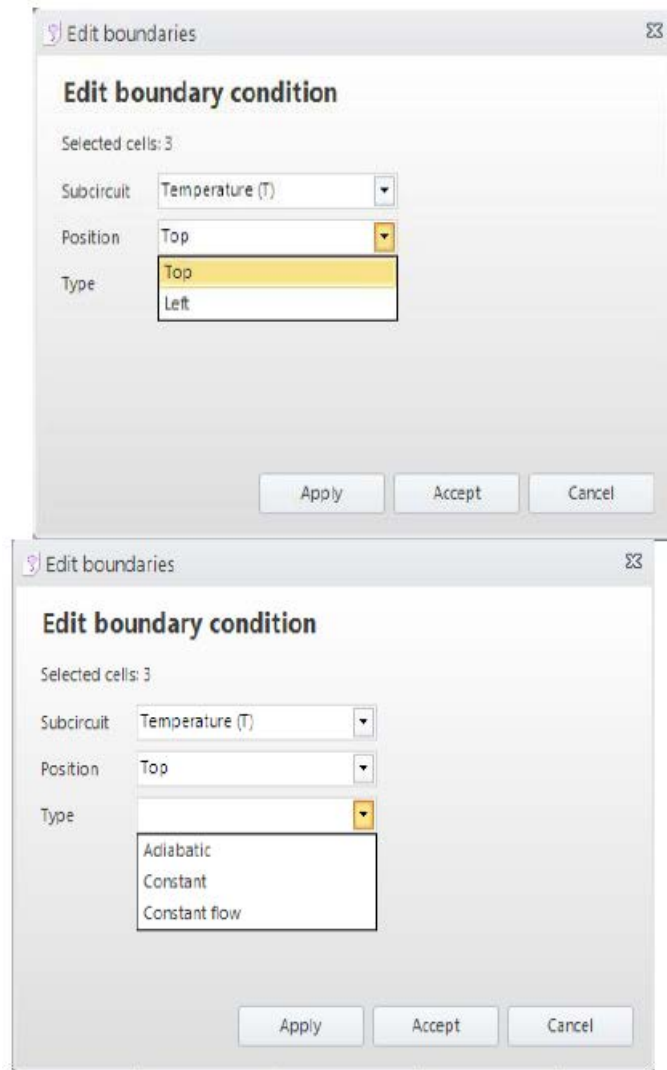 Edit boundaries
Edit boundary condition
Selected cells: 3
Subcircuit Temperature (T)
Position Top
Type Top
Left
Apply Accept Cancel
Edit boundaries
Edit boundary condition
Selected cells: 3
Subcircuit Temperature (T)
Position Top
Type
Adiabatic
Constant
Constant flow
Apply Accept Cancel